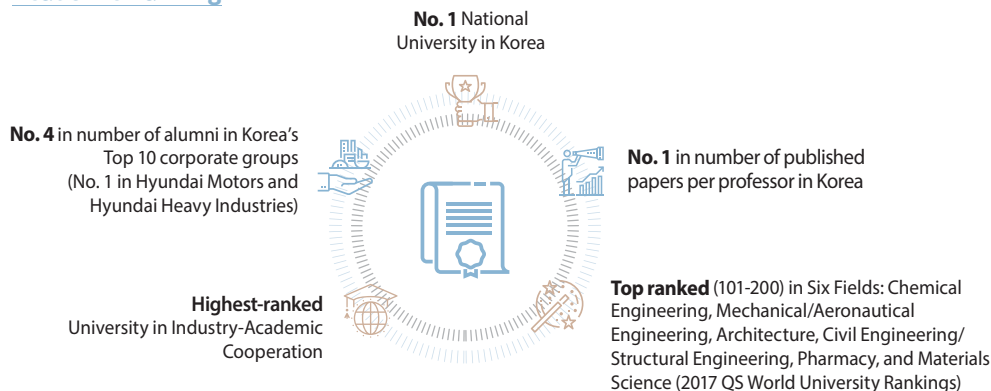 No. 1 National
University in Korea
No. 4 in number of alumni in Korea's
Top 10 corporate groups
(No. 1 in Hyundai Motors and
Hyundai Heavy Industries)
No. 1 in number of published
papers per professor in Korea
Highest-ranked
University in Industry-Academic
Cooperation
Top ranked (101-200) in Six Fields: Chemical
Engineering, Mechanical/Aeronautical
Engineering, Architecture, Civil Engineering/
Structural Engineering, Pharmacy, and Materials
Science (2017 QS World University Rankings)